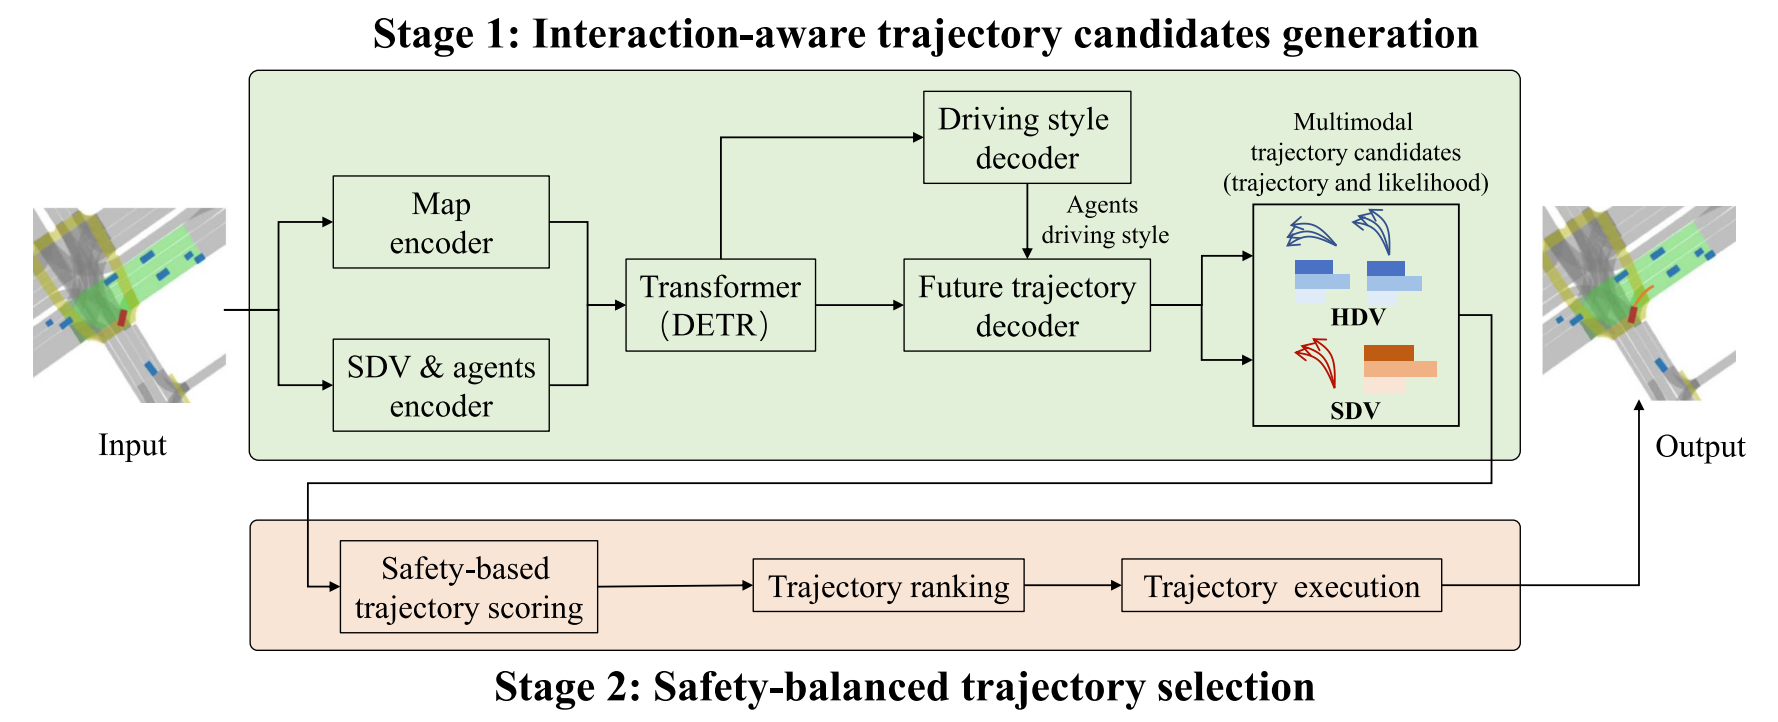 Stage 1: Interaction-aware trajectory candidates generation
Driving style
decoder
Multimodal
trajectory candidates
(trajectory and likelihood)
Map
encoder
Agents
driving style
Transformer
（DETR）
Future trajectory
decoder
HDV
SDV & agents
encoder
SDV
Input
Output
Safety-based
trajectory scoring
Trajectory ranking
Trajectory execution
Stage 2: Safety-balanced trajectory selection